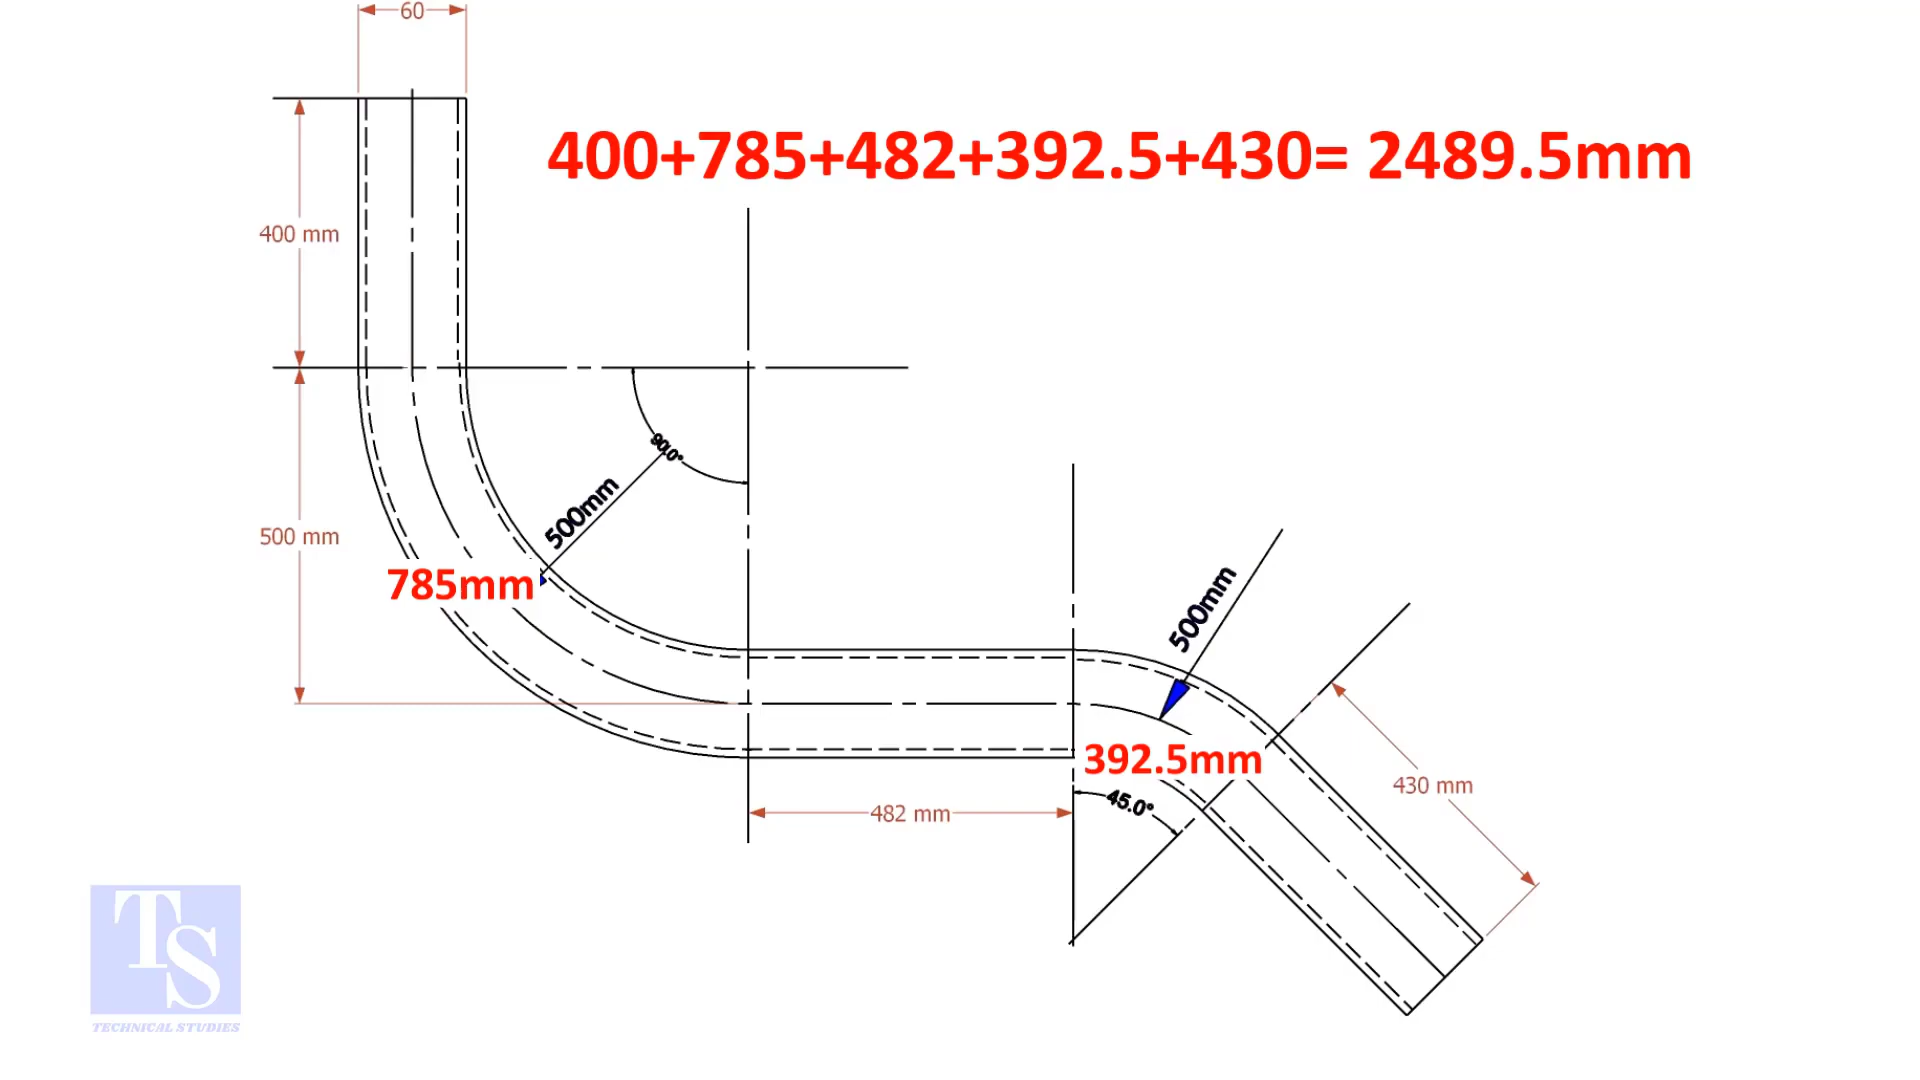 60
400+785+482+392.5+430= 2489.5mm
400 mm
90.0°
500mm
500 mm
785mm
500mm
392.5mm
430 mm
45.0°
482 mm
TS
TECHNICAL STUDIES